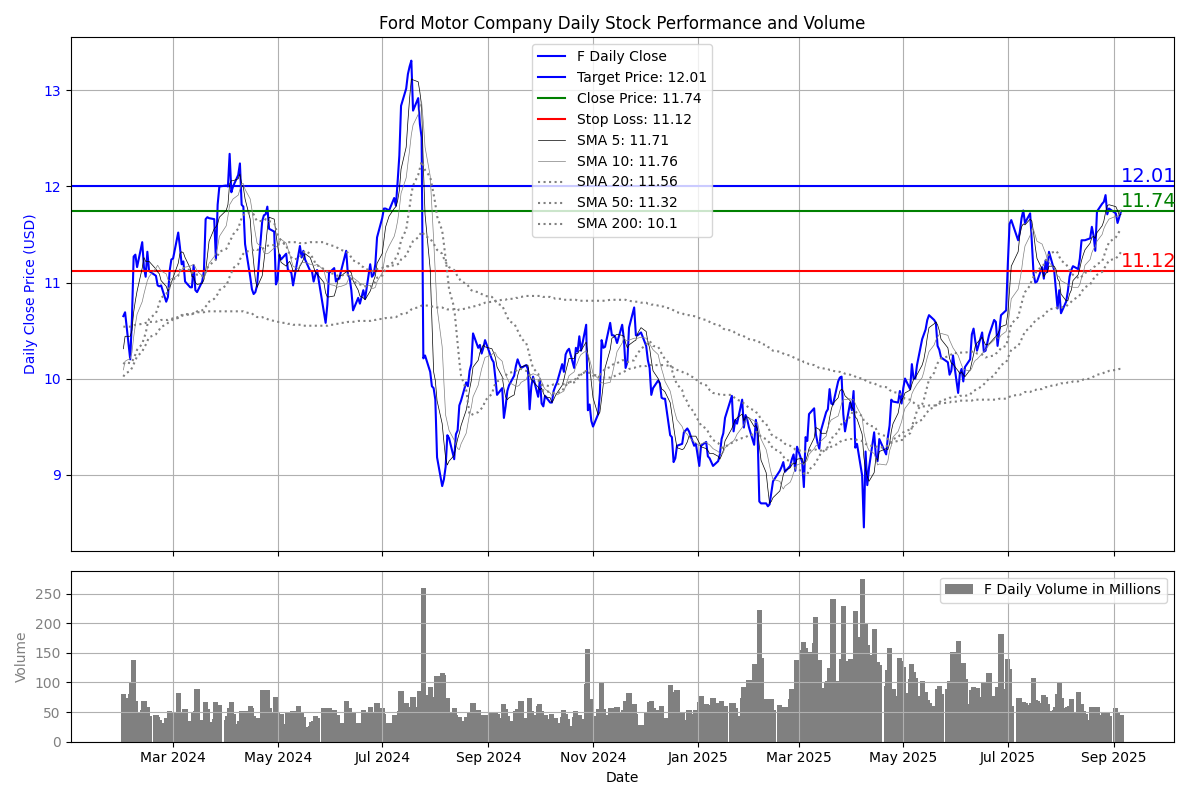 Ford Motor Company Daily Stock Performance and Volume
Daily Close Price (USD)
13
12
11
10
9
F Daily Close
Target Price: 12.01
Close Price: 11.74
Stop Loss: 11.12
SMA 5: 11.71
SMA 10: 11.76
SMA 20: 11.56
SMA 50: 11.32
SMA 200: 10.1
12.01
11.74
11.12
Volume
250
200
150
100
50
0
F Daily Volume in Millions
Mar 2024 May 2024 Jul 2024 Sep 2024 Nov 2024 Jan 2025 Mar 2025 May 2025 Jul 2025 Sep 2025
Date